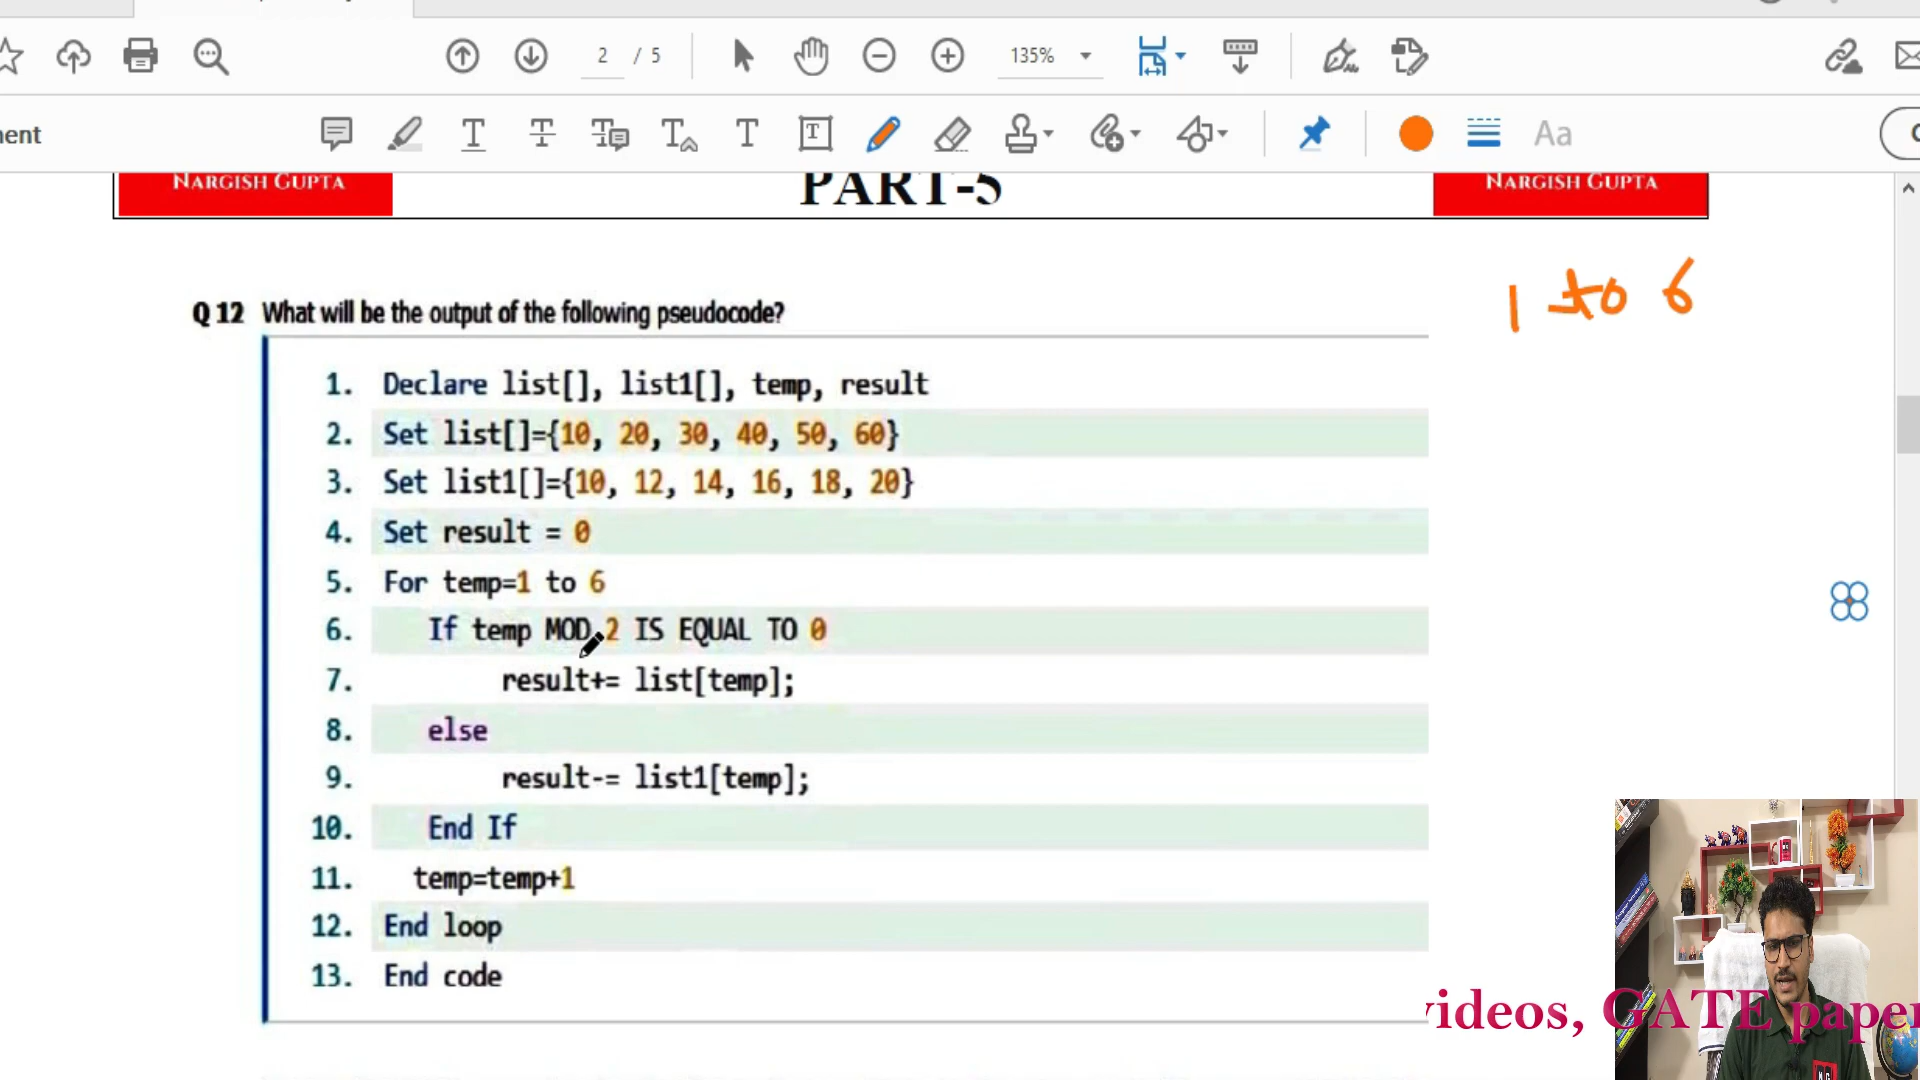 2 / 5
135%
ent
Aa
NARGISH GUPTA
PART-5
NARGISH GUPTA
1 to 6
Q 12 What will be the output of the following pseudocode?
1. Declare list[], list1[], temp, result
2. Set list[]={10, 20, 30, 40, 50, 60}
3. Set list1[]={10, 12, 14, 16, 18, 20}
4. Set result = 0
5. For temp=1 to 6
6. If temp MOD 2 IS EQUAL TO 0
7. result+= list[temp];
8. else
9. result-= list1[temp];
10. End If
11. temp=temp+1
12. End loop
13. End code
videos, GATE paper